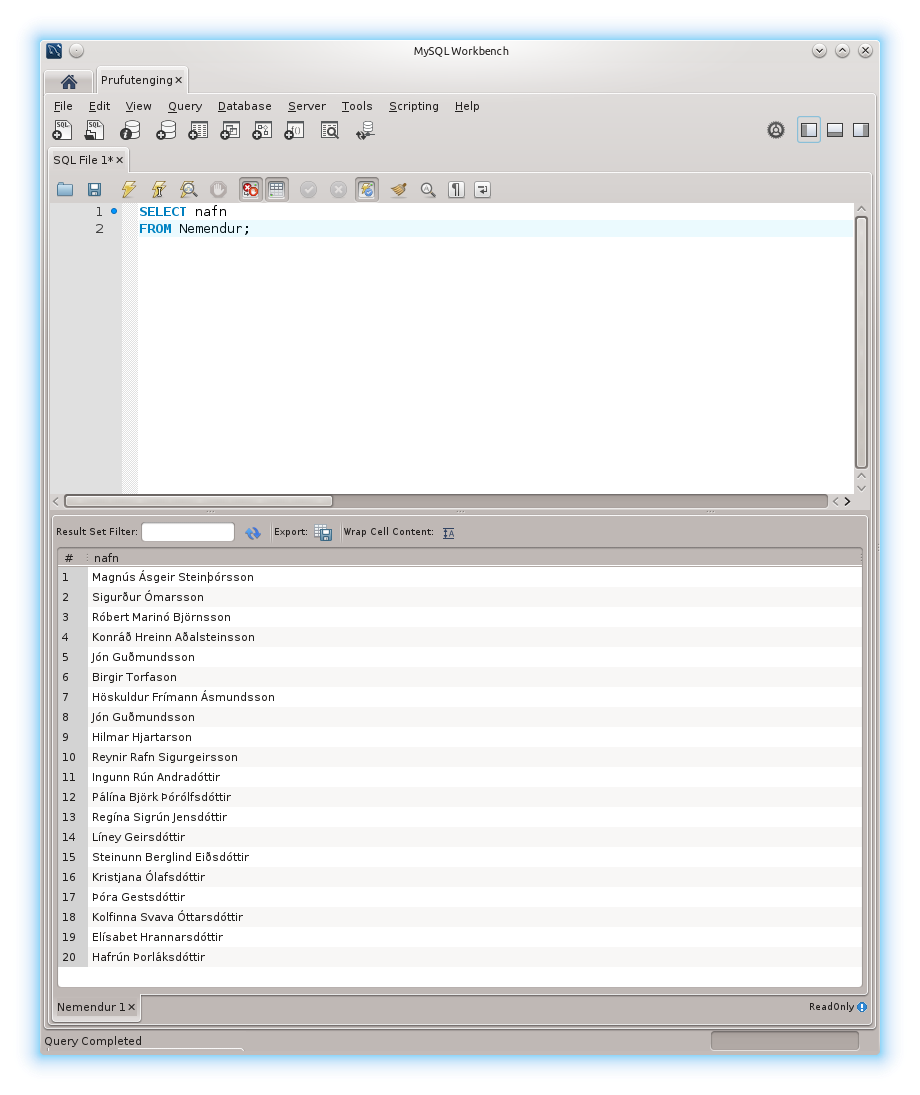 MySQL Workbench
Prufutenging
File Edit View Query Database Server Tools Scripting Help
SQL SQL
SQL File 1*
1 SELECT nafn
2 FROM Nemendur;
Result Set Filter: Export: Wrap Cell Content:
# nafn
1 Magnús Ásgeir Steinþórsson
2 Sigurður Ómarsson
3 Róbert Marinó Björnsson
4 Konráð Hreinn Aðalsteinsson
5 Jón Guðmundsson
6 Birgir Torfason
7 Höskuldur Frímann Ásmundsson
8 Jón Guðmundsson
9 Hilmar Hjartarson
10 Reynir Rafn Sigurgeirsson
11 Ingunn Rún Andradóttir
12 Pálína Björk Þórólfsdóttir
13 Regína Sigrún Jensdóttir
14 Líney Geirsdóttir
15 Steinunn Berglind Eiðsdóttir
16 Kristjana Ólafsdóttir
17 Þóra Gestsdóttir
18 Kolfinna Svava Óttarsdóttir
19 Elísabet Hrannarsdóttir
20 Hafrún Þorláksdóttir
Nemendur 1 ReadOnly
Query Completed